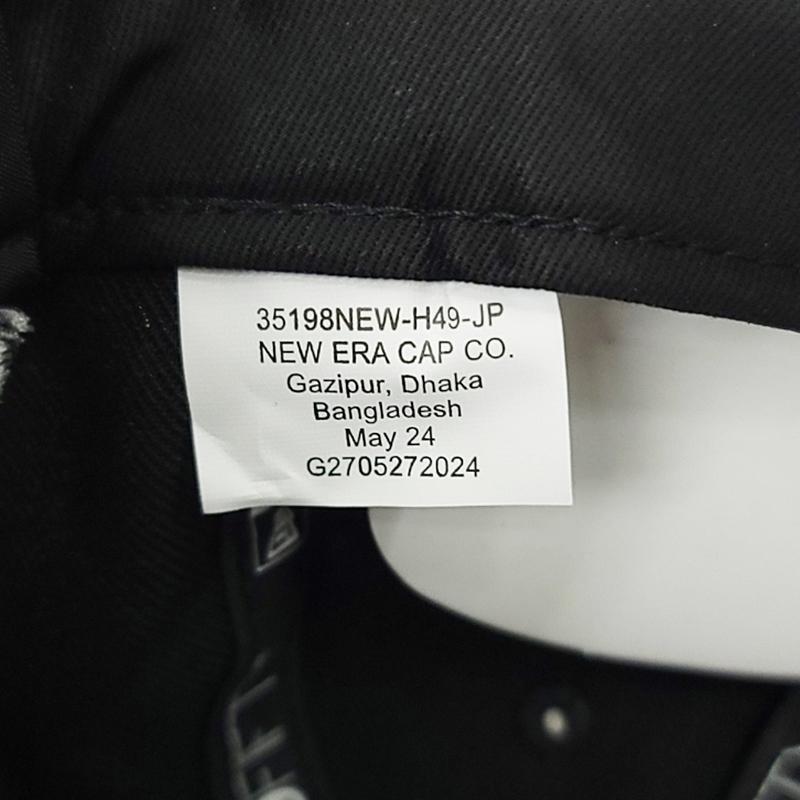 35198NEW-H49-JP
NEW ERA CAP CO.
Gazipur, Dhaka
Bangladesh
May 24
G2705272024